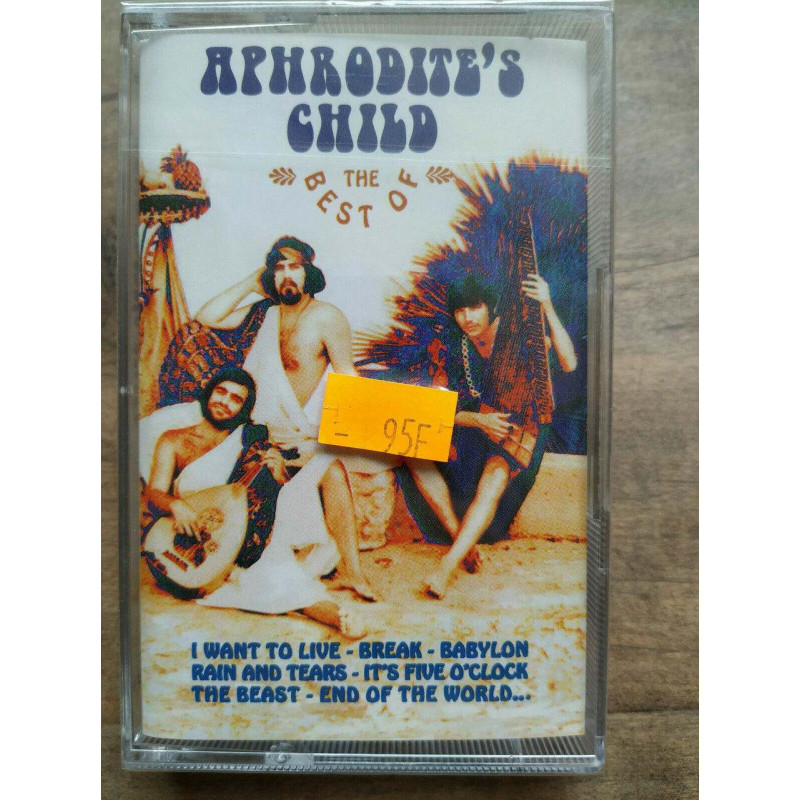 APHRODITE'S
CHILD
THE
BEST OF
95F
I WANT TO LIVE - BREAK - BABYLON
RAIN AND TEARS - IT'S FIVE O'CLOCK
THE BEAST - END OF THE WORLD...